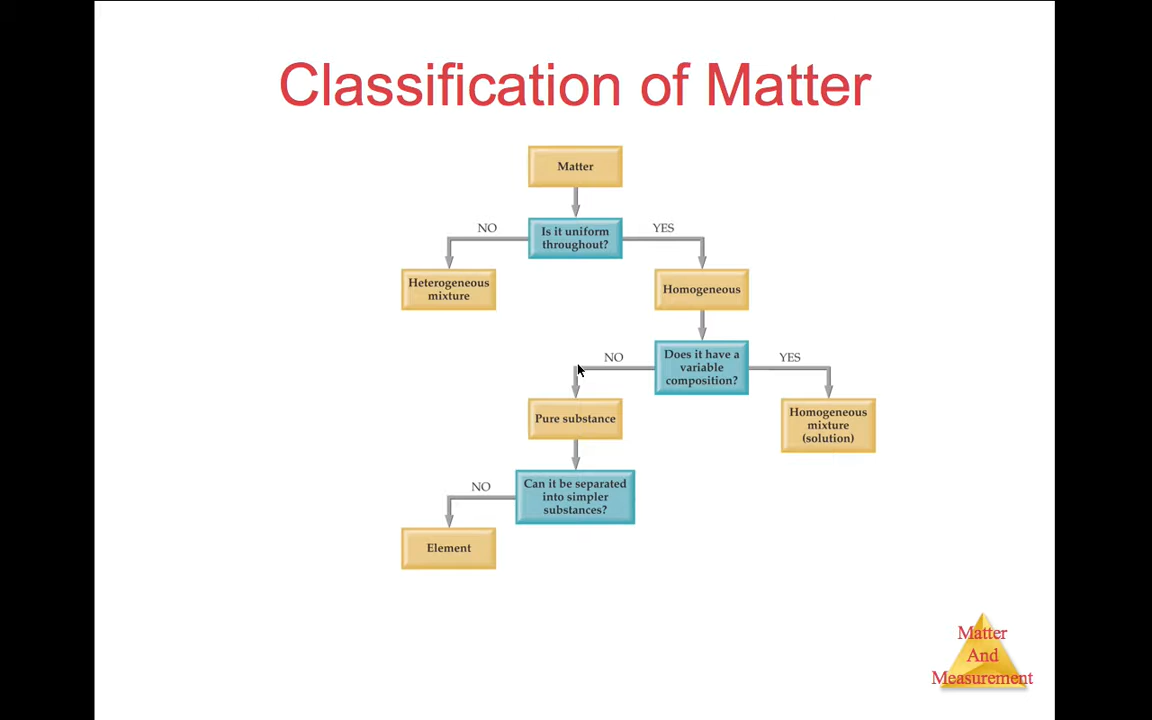 Classification of Matter
Matter
NO
Is it uniform
throughout?
YES
Heterogeneous
mixture
Homogeneous
NO
Does it have a
variable
composition?
YES
Pure substance
Homogeneous
mixture
(solution)
NO
Can it be separated
into simpler
substances?
Element
Matter
And
Measurement